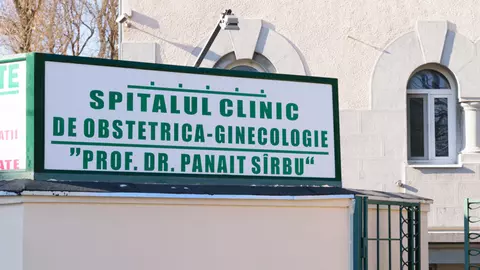 SPITALUL CLINIC
DE OBSTETRICA-GINECOLOGIE
"PROF. DR. PANAIT SÎRBU"